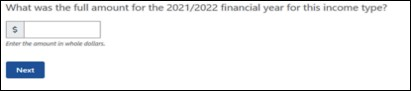 What was the full amount for the 2021/2022 financial year for this income type?
$
Enter the amount in whole dollars.
Next